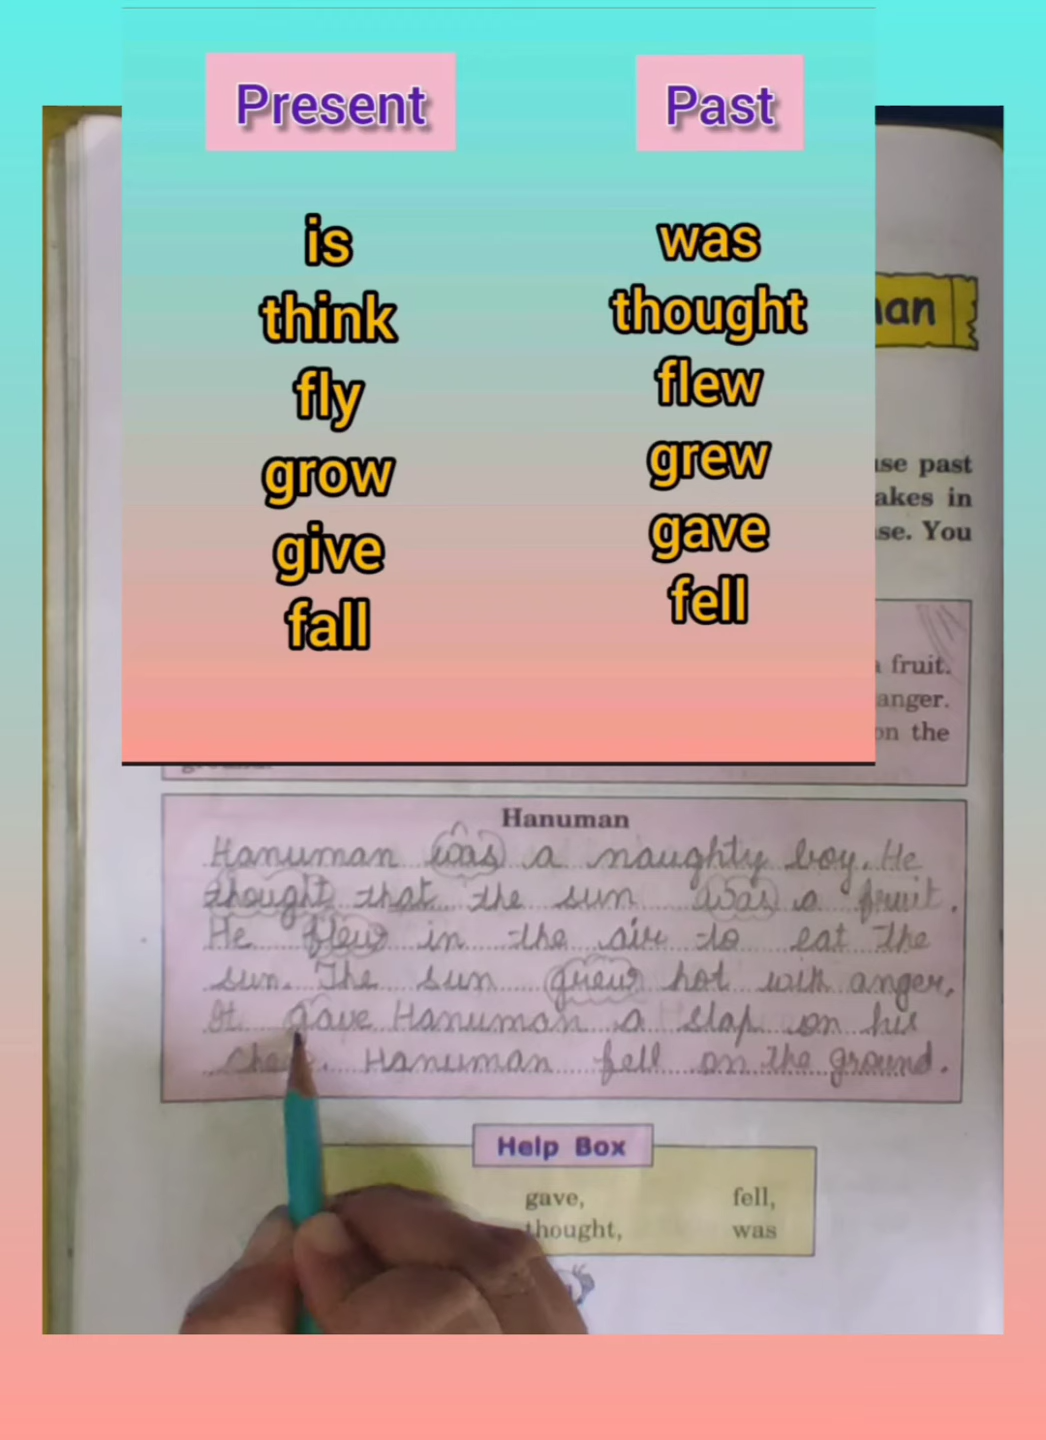 Present Past
is was
think thought
fly flew
grow grew
give gave
fall fell
an
se past
akes in
se. You
fruit.
anger.
on the
ground.
Hanuman
Hanuman was a naughty boy. He
thought that the sun was a fruit.
He flew in the air to eat the
sun. The sun grew hot with anger.
It gave Hanuman a slap on his
Hanuman fell on the ground.
Help Box
gave, fell,
thought, was